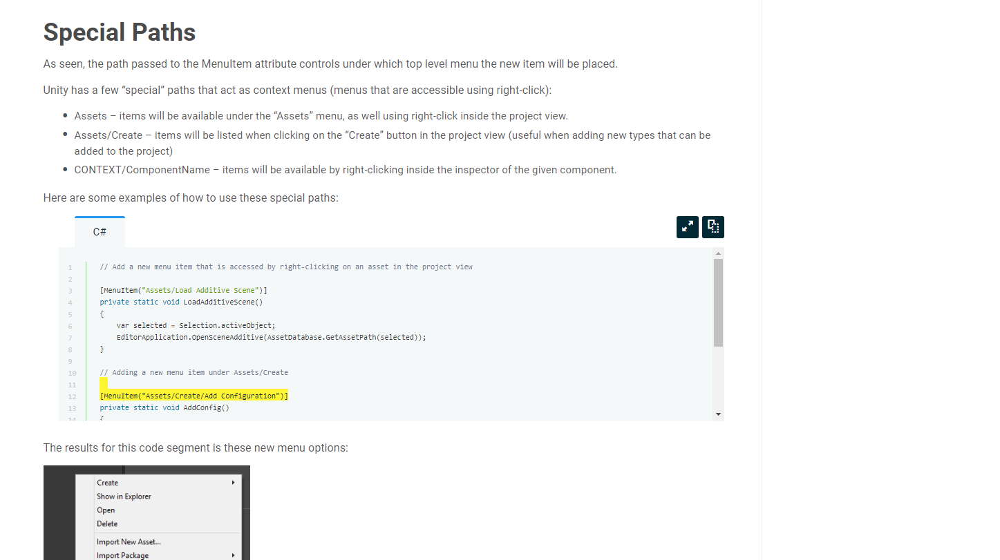 Special Paths
As seen, the path passed to the MenuItem attribute controls under which top level menu the new item will be placed.
Unity has a few “special” paths that act as context menus (menus that are accessible using right-click):
Assets – items will be available under the “Assets” menu, as well using right-click inside the project view.
Assets/Create – items will be listed when clicking on the “Create” button in the project view (useful when adding new types that can be
added to the project)
CONTEXT/ComponentName – items will be available by right-clicking inside the inspector of the given component.
Here are some examples of how to use these special paths:
C#
1 // Add a new menu item that is accessed by right-clicking on an asset in the project view
2
3 [MenuItem("Assets/Load Additive Scene")]
4 private static void LoadAdditiveScene()
5 {
6 var selected = Selection.activeObject;
7 EditorApplication.OpenSceneAdditive(AssetDatabase.GetAssetPath(selected));
8 }
9
10 // Adding a new menu item under Assets/Create
11
12 [MenuItem("Assets/Create/Add Configuration")]
13 private static void AddConfig()
14 {
The results for this code segment is these new menu options:
Create
Show in Explorer
Open
Delete
Import New Asset...
Import Package